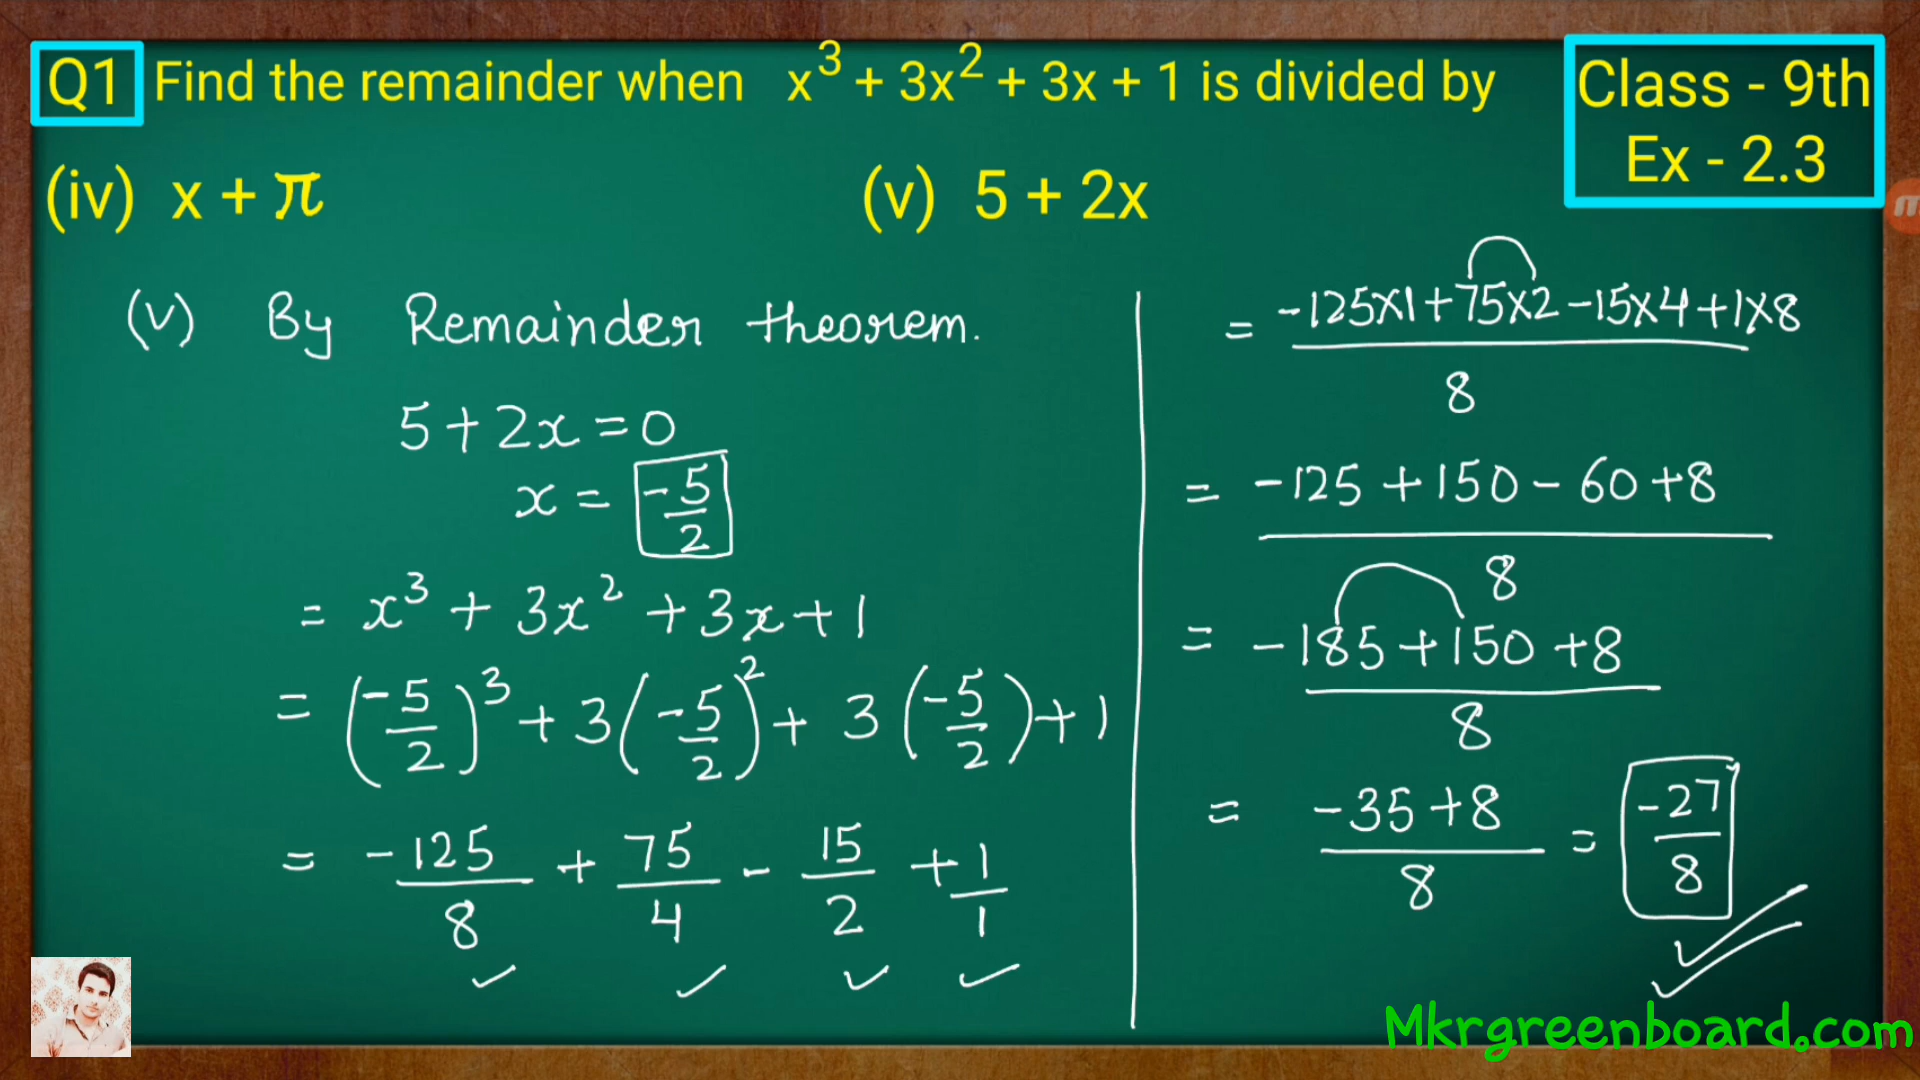 Q1 Find the remainder when x³ + 3x² + 3x + 1 is divided by
Class - 9th
Ex - 2.3
(iv) x + π (v) 5 + 2x
(v) By Remainder theorem.
5+2x=0
x = -5/2
= x³ + 3x² + 3x + 1
= (-5/2)³ + 3(-5/2)² + 3(-5/2) + 1
= -125/8 + 75/4 - 15/2 + 1/1
= -125×1+75×2-15×4+1×8 / 8
= -125+150-60+8 / 8
= -185+150+8 / 8
= -35+8 / 8 = -27/8
Mkrgreenboard.com